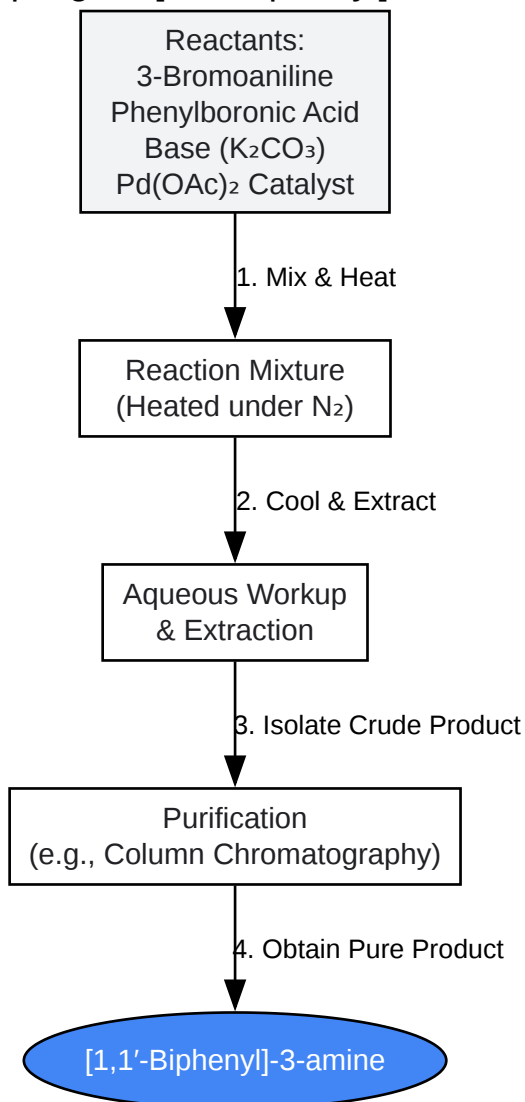 Reactants:
3-Bromoaniline
Phenylboronic Acid
Base (K₂CO₃)
Pd(OAc)₂ Catalyst
1. Mix & Heat
Reaction Mixture
(Heated under N₂)
2. Cool & Extract
Aqueous Workup
& Extraction
3. Isolate Crude Product
Purification
(e.g., Column Chromatography)
4. Obtain Pure Product
[1,1′-Biphenyl]-3-amine